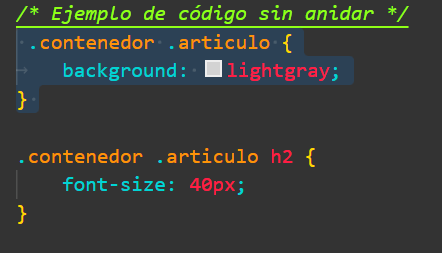 /* Ejemplo de código sin anidar */
.contenedor .articulo {
background: lightgray;
}
.contenedor .articulo h2 {
font-size: 40px;
}